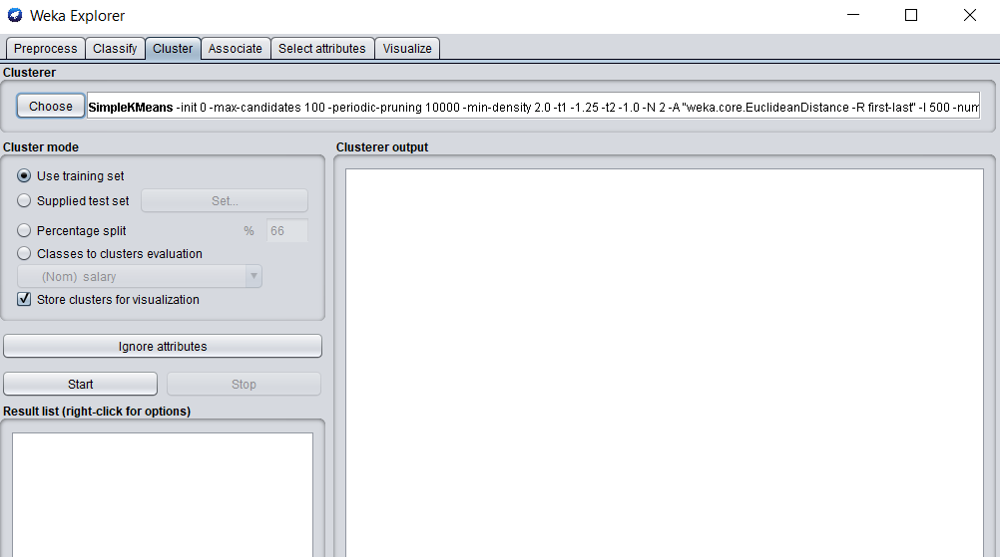 Weka Explorer
Preprocess Classify Cluster Associate Select attributes Visualize
Clusterer
Choose SimpleKMeans -init 0 -max-candidates 100 -periodic-pruning 10000 -min-density 2.0 -t1 -1.25 -t2 -1.0 -N 2 -A "weka.core.EuclideanDistance -R first-last" -I 500 -num
Cluster mode
Use training set
Supplied test set Set...
Percentage split % 66
Classes to clusters evaluation
(Nom) salary
Store clusters for visualization
Ignore attributes
Start Stop
Result list (right-click for options)
Clusterer output